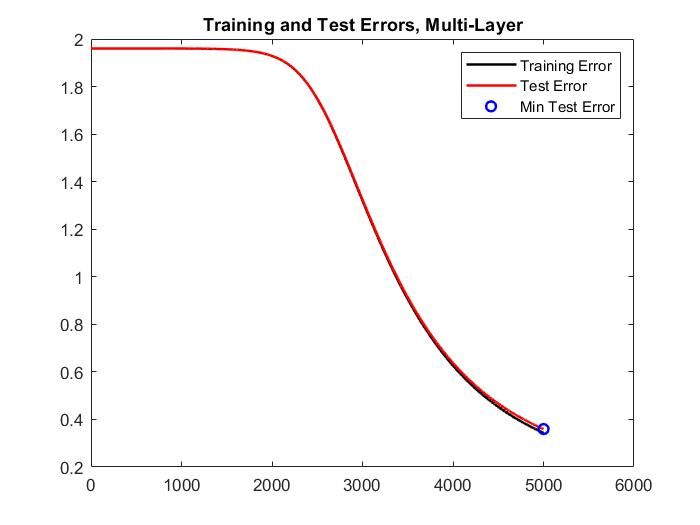 Training and Test Errors, Multi-Layer
2
1.8
1.6
1.4
1.2
1
0.8
0.6
0.4
0.2
Training Error
Test Error
Min Test Error
0 1000 2000 3000 4000 5000 6000